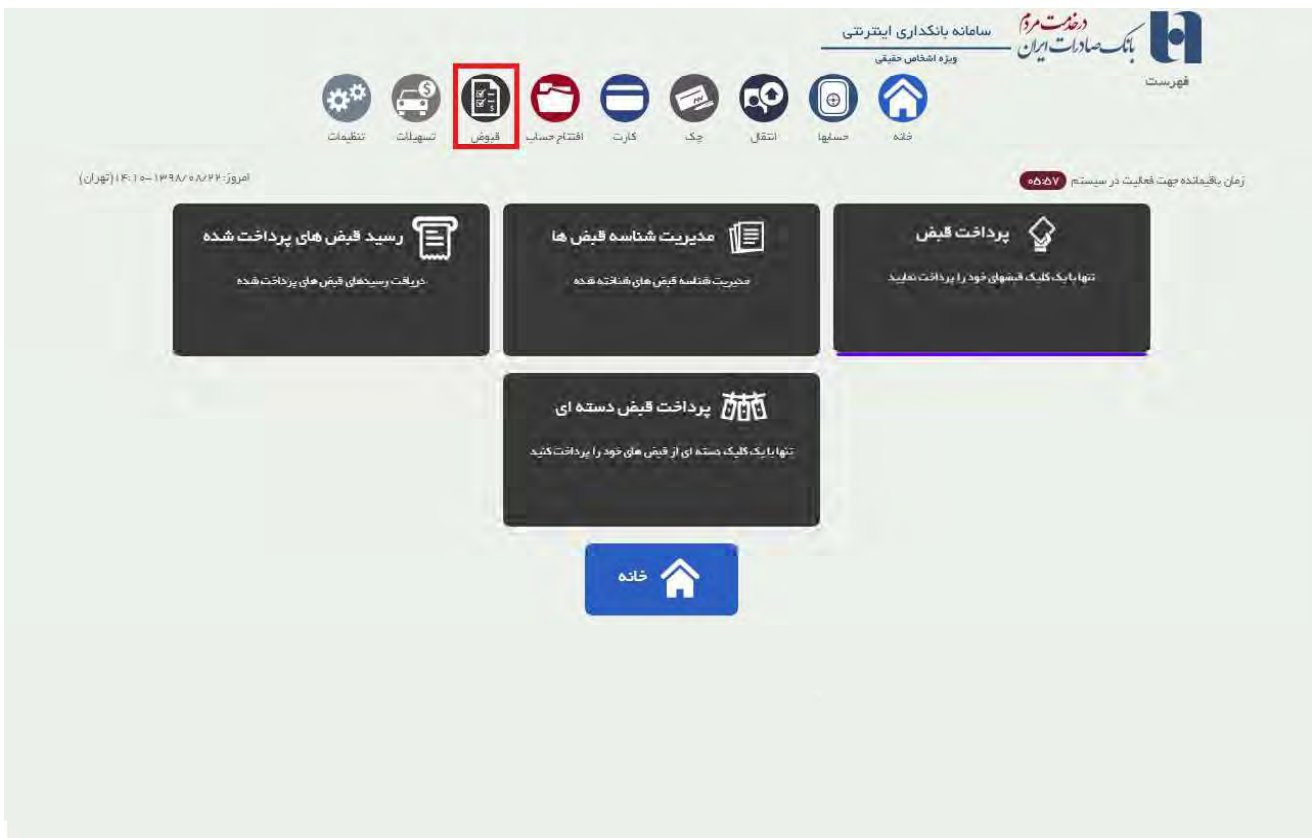 در خدمت مردم
بانک صادرات ایران
سامانه بانکداری اینترنتی
ویژه اشخاص حقیقی
فهرست
خانه
حسابها
انتقال
چک
کارت
افتتاح حساب
قبوض
تسهیلات
تنظیمات
زمان باقیمانده جهت فعالیت در سیستم ۰۵:۵۷
امروز: ۱۳۹۸/۰۸/۲۲-۱۴:۱۰ (تهران)
پرداخت قبض
تنها با یک کلیک قبضهای خود را پرداخت نمایید
مدیریت شناسه قبض ها
مدیریت شناسه قبض های شناخته شده
رسید قبض های پرداخت شده
دریافت رسیدهای قبض های پرداخت شده
پرداخت قبض دسته ای
تنها با یک کلیک دسته ای از قبض های خود را پرداخت کنید
خانه